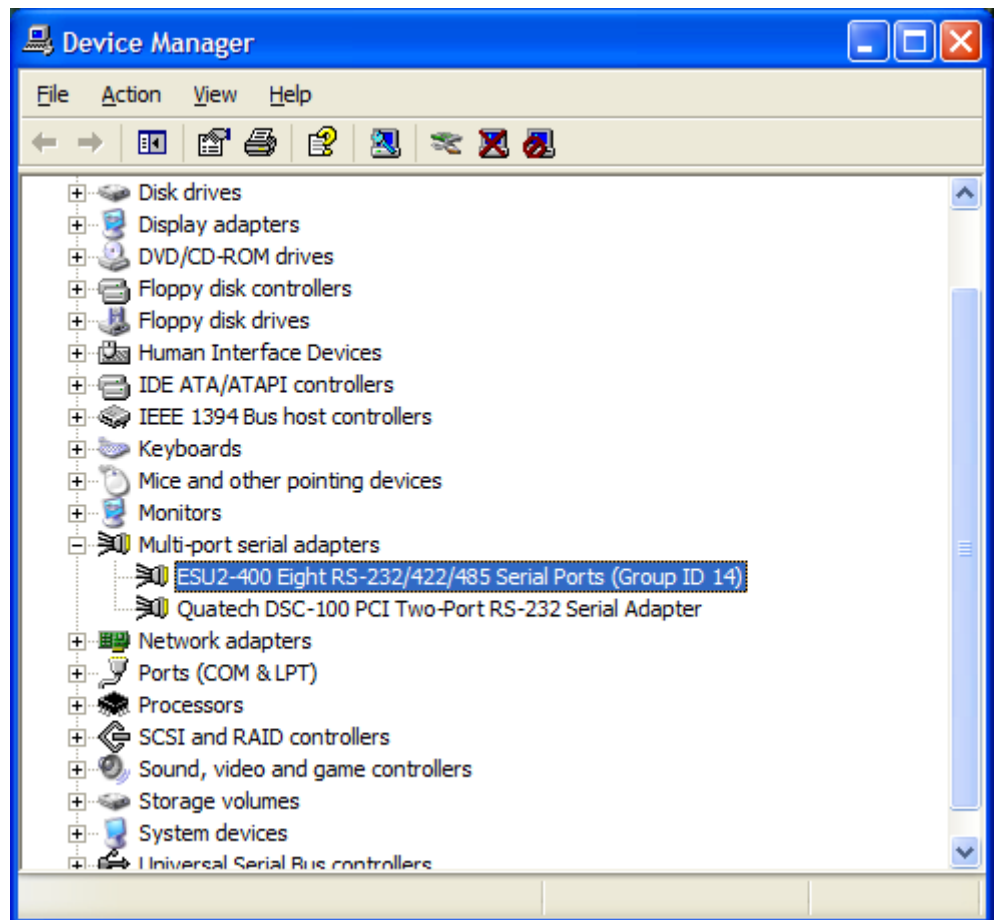 Device Manager
File Action View Help
Disk drives
Display adapters
DVD/CD-ROM drives
Floppy disk controllers
Floppy disk drives
Human Interface Devices
IDE ATA/ATAPI controllers
IEEE 1394 Bus host controllers
Keyboards
Mice and other pointing devices
Monitors
Multi-port serial adapters
ESU2-400 Eight RS-232/422/485 Serial Ports (Group ID 14)
Quatech DSC-100 PCI Two-Port RS-232 Serial Adapter
Network adapters
Ports (COM & LPT)
Processors
SCSI and RAID controllers
Sound, video and game controllers
Storage volumes
System devices
Universal Serial Bus controllers